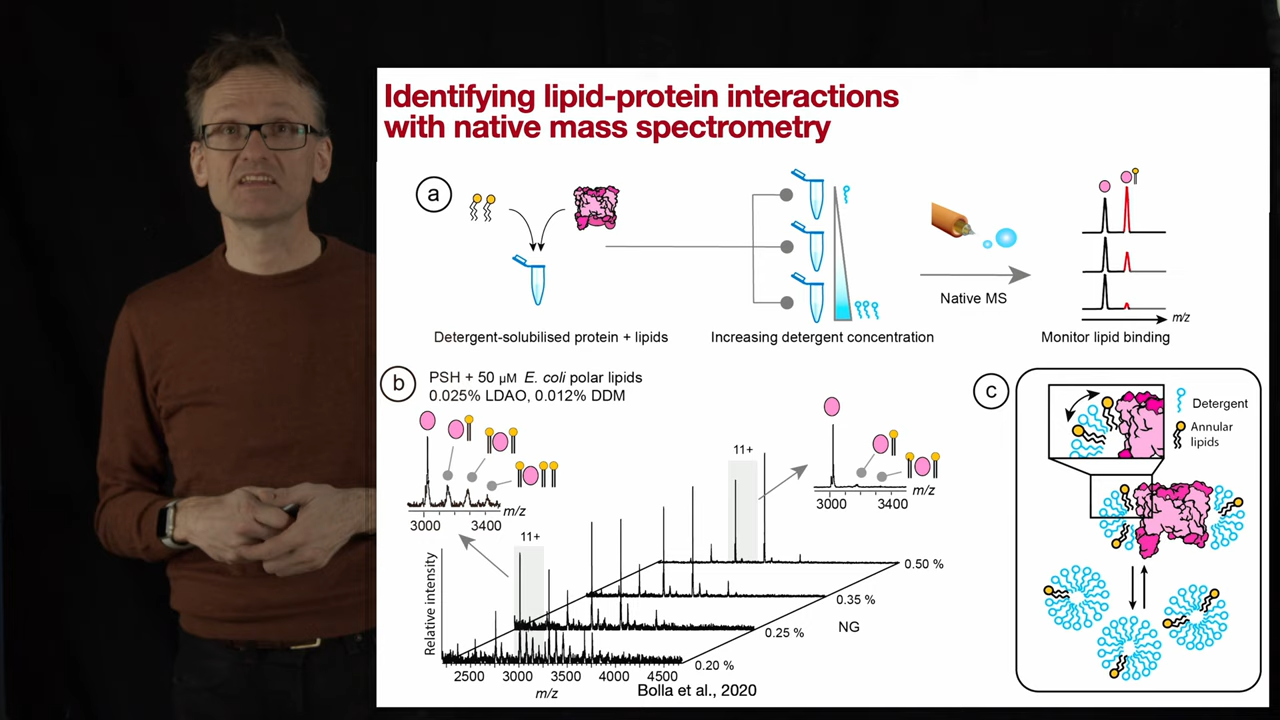 Identifying lipid-protein interactions
with native mass spectrometry
a
Detergent-solubilised protein + lipids
Increasing detergent concentration
Native MS
m/z
Monitor lipid binding
b
PSH + 50 μM E. coli polar lipids
0.025% LDAO, 0.012% DDM
3000 3400
m/z
11+
11+
3000 3400
m/z
Relative intensity
0.50 %
0.35 %
0.25 %
0.20 %
NG
2500 3000 3500 4000 4500
m/z
Bolla et al., 2020
c
Detergent
Annular
lipids